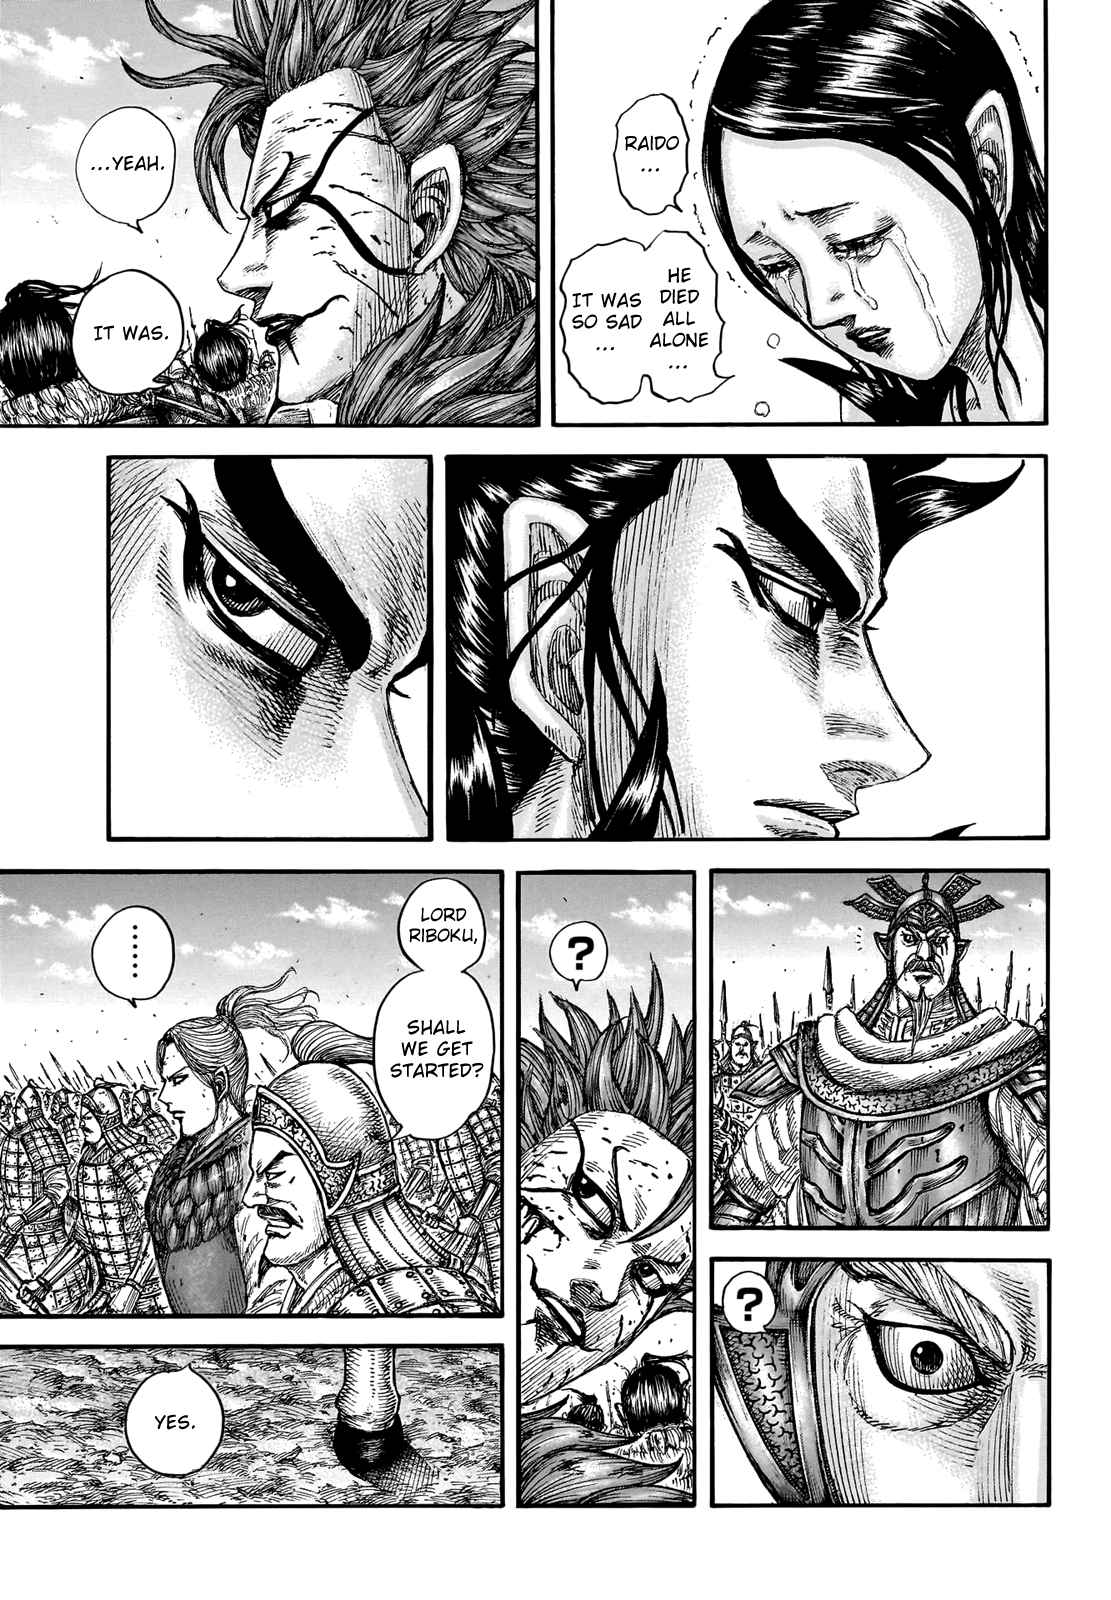 RAIDO
...
HE
DIED
ALL
ALONE
...
IT WAS
SO SAD
...
...YEAH.
IT WAS.
?
?
LORD
RIBOKU,
SHALL
WE GET
STARTED?
......
YES.